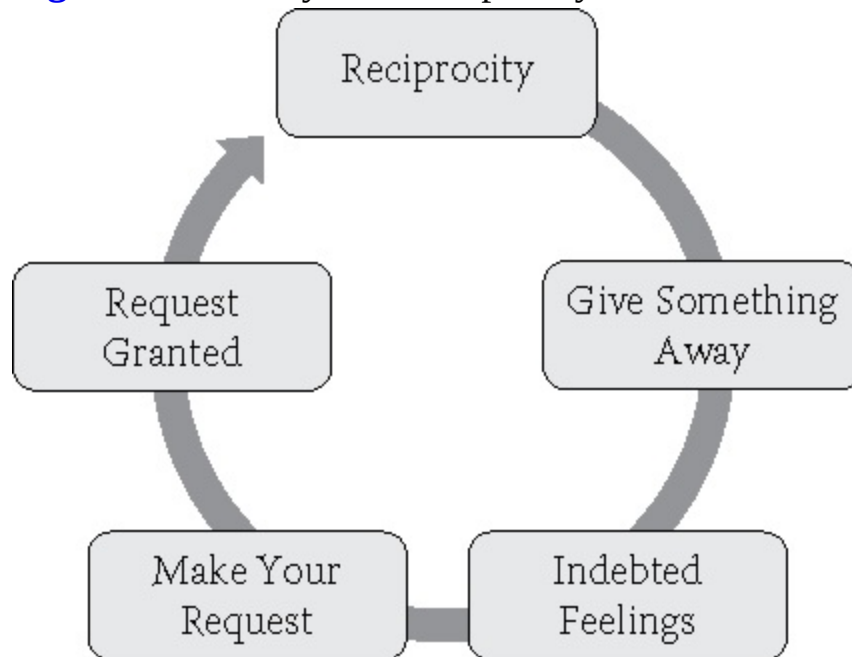 Reciprocity
Give Something
Away
Indebted
Feelings
Make Your
Request
Request
Granted